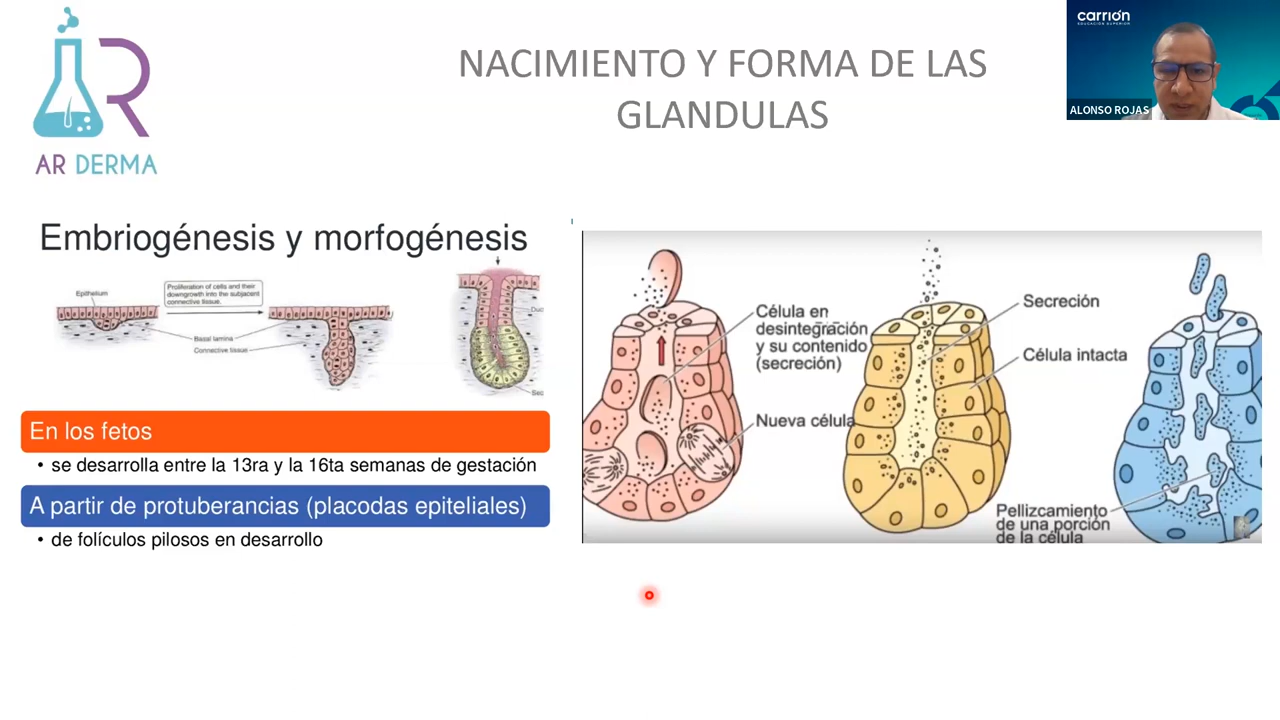 AR DERMA
NACIMIENTO Y FORMA DE LAS
GLANDULAS
carrión
EDUCACIÓN SUPERIOR
ALONSO ROJAS
Embriogénesis y morfogénesis
Epithelium
Proliferation of cells and their
downgrowth into the subjacent
connective tissue.
Basal lamina
Connective tissue
Duc
Sec
En los fetos
• se desarrolla entre la 13ra y la 16ta semanas de gestación
A partir de protuberancias (placodas epiteliales)
• de folículos pilosos en desarrollo
Célula en
desintegración
y su contenido
(secreción)
Nueva célula
Secreción
Célula intacta
Pellizcamiento
de una porción
de la célula